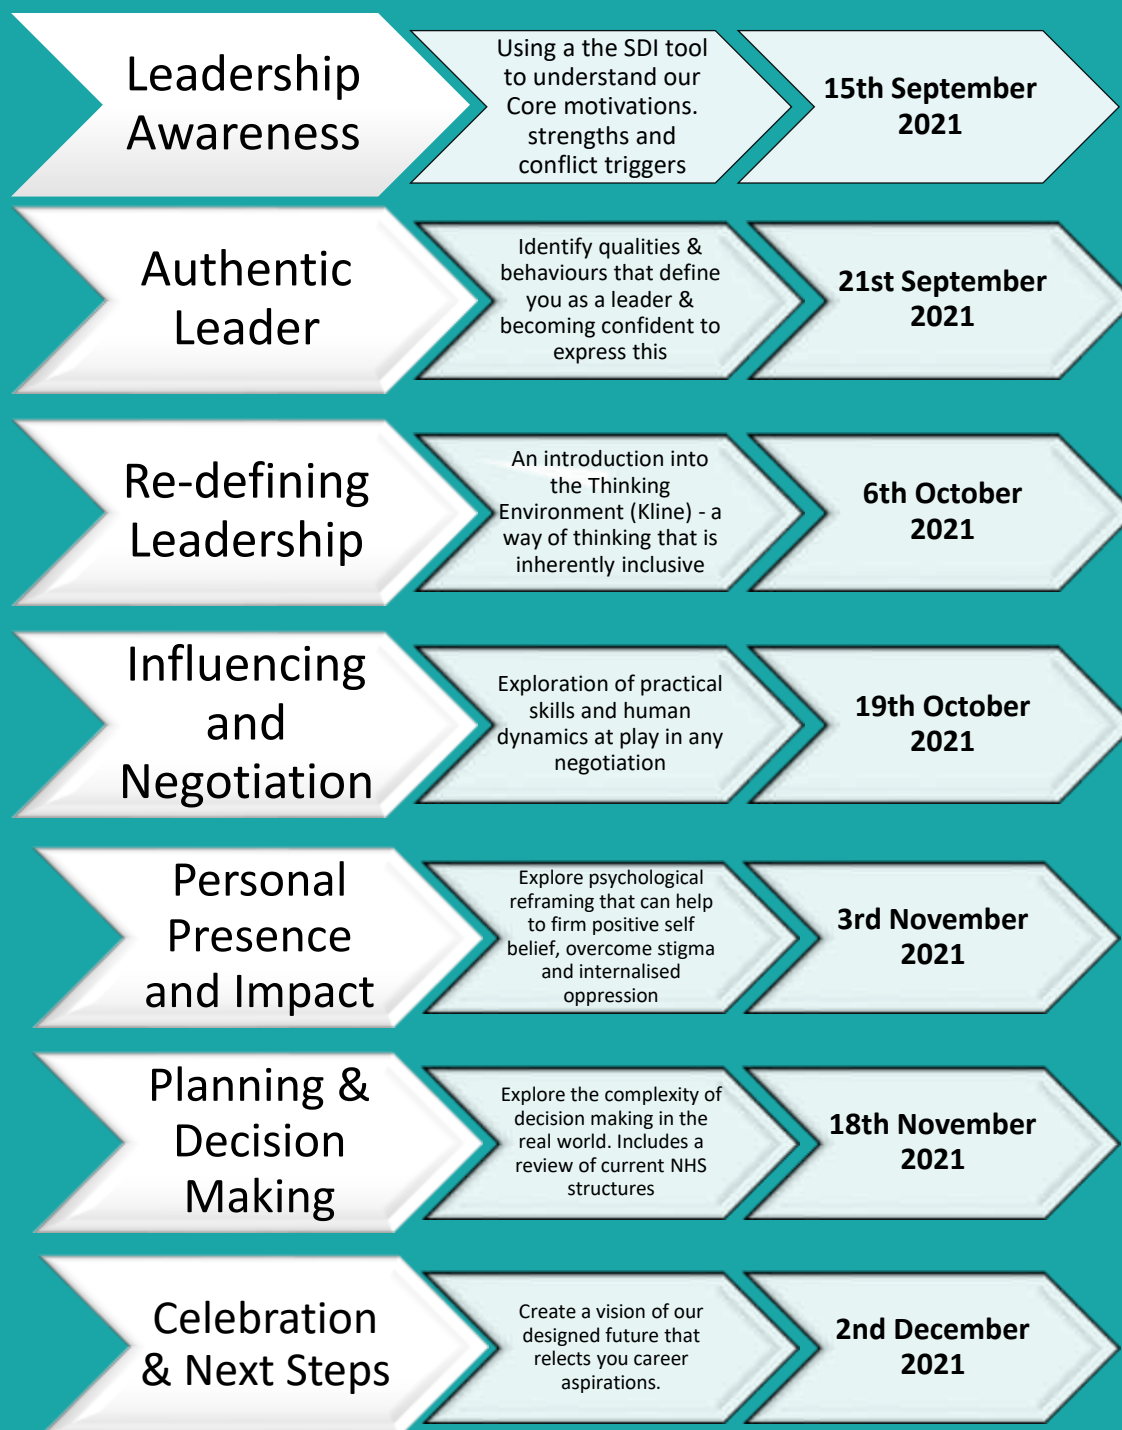 Leadership
Awareness
Using a the SDI tool
to understand our
Core motivations.
strengths and
conflict triggers
15th September
2021
Authentic
Leader
Identify qualities &
behaviours that define
you as a leader &
becoming confident to
express this
21st September
2021
Re-defining
Leadership
An introduction into
the Thinking
Environment (Kline) - a
way of thinking that is
inherently inclusive
6th October
2021
Influencing
and
Negotiation
Exploration of practical
skills and human
dynamics at play in any
negotiation
19th October
2021
Personal
Presence
and Impact
Explore psychological
reframing that can help
to firm positive self
belief, overcome stigma
and internalised
oppression
3rd November
2021
Planning &
Decision
Making
Explore the complexity of
decision making in the
real world. Includes a
review of current NHS
structures
18th November
2021
Celebration
& Next Steps
Create a vision of our
designed future that
relects you career
aspirations.
2nd December
2021